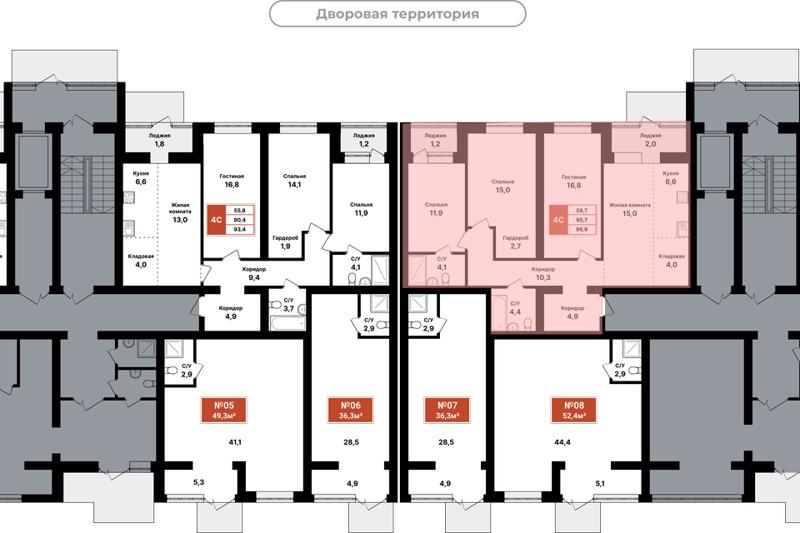 Дворовая территория
Лоджия
1,8
Кухня
6,6
Жилая
комната
13,0
Кладовая
4,0
Гостиная
16,8
4С
55,8
90,4
93,4
Спальня
14,1
Гардероб
1,9
Лоджия
1,2
Спальня
11,9
С/У
4,1
Коридор
9,4
С/У
3,7
Коридор
4,9
Лоджия
1,2
Спальня
11,9
С/У
4,1
Спальня
15,0
Гардероб
2,7
Гостиная
16,8
4С
58,7
95,7
98,9
Лоджия
2,0
Кухня
6,6
Жилая комната
15,0
Кладовая
4,0
Коридор
10,3
С/У
4,4
Коридор
4,9
С/У
2,9
№05
49,3м²
41,1
5,3
С/У
2,9
№06
36,3м²
28,5
4,9
С/У
2,9
№07
36,3м²
28,5
4,9
С/У
2,9
№08
52,4м²
44,4
5,1